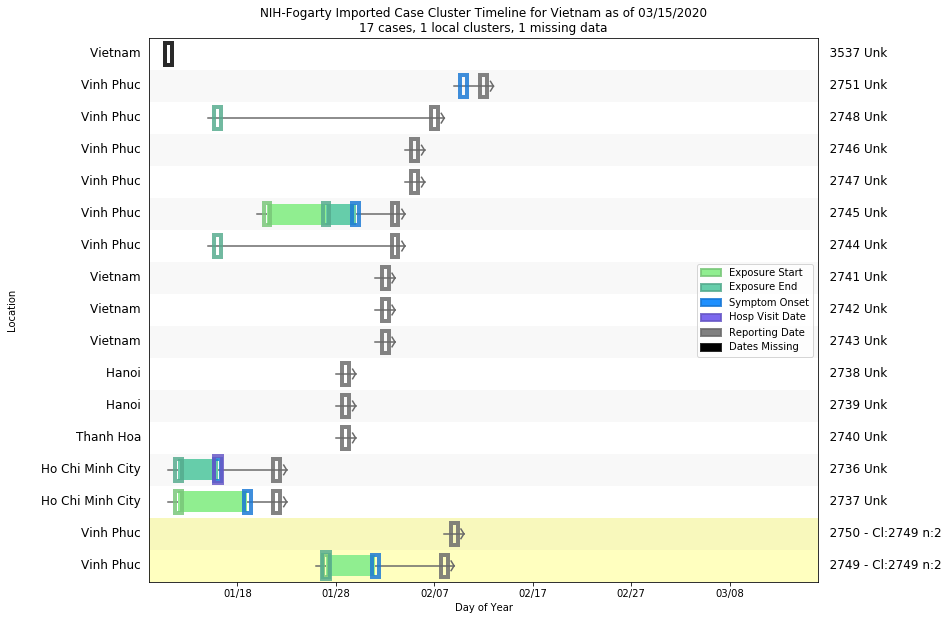 NIH-Fogarty Imported Case Cluster Timeline for Vietnam as of 03/15/2020
17 cases, 1 local clusters, 1 missing data
Vietnam 3537 Unk
Vinh Phuc 2751 Unk
Vinh Phuc 2748 Unk
Vinh Phuc 2746 Unk
Vinh Phuc 2747 Unk
Vinh Phuc 2745 Unk
Vinh Phuc 2744 Unk
Vietnam 2741 Unk
Vietnam 2742 Unk
Vietnam 2743 Unk
Hanoi 2738 Unk
Hanoi 2739 Unk
Thanh Hoa 2740 Unk
Ho Chi Minh City 2736 Unk
Ho Chi Minh City 2737 Unk
Vinh Phuc 2750 - Cl:2749 n:2
Vinh Phuc 2749 - Cl:2749 n:2
Exposure Start
Exposure End
Symptom Onset
Hosp Visit Date
Reporting Date
Dates Missing
Location
01/18 01/28 02/07 02/17 02/27 03/08
Day of Year